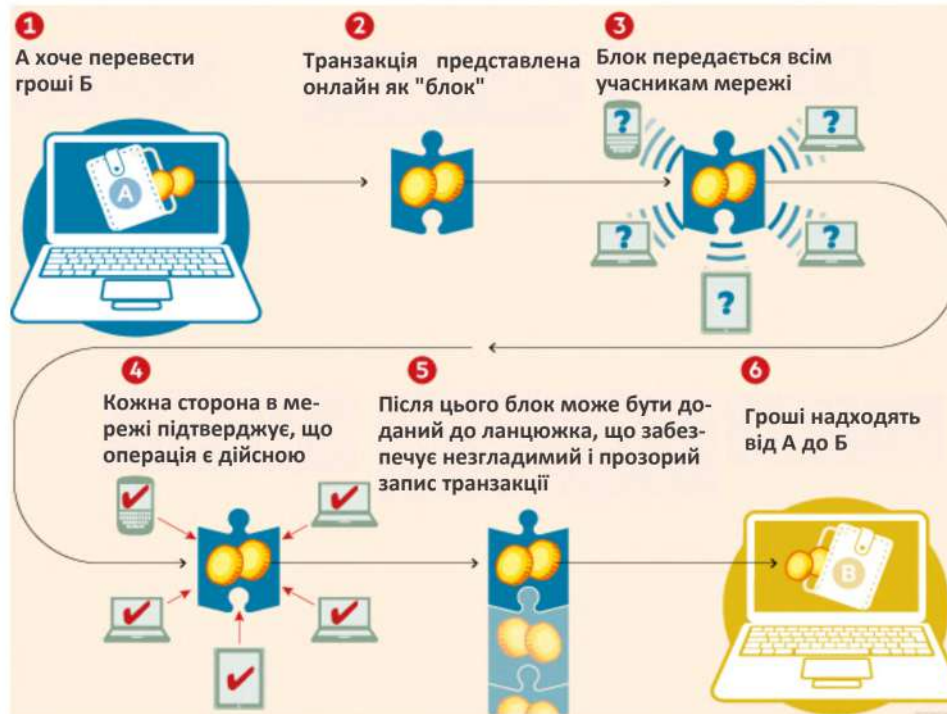 1
А хоче перевести
гроші Б
2
Транзакція представлена
онлайн як "блок"
3
Блок передається всім
учасникам мережі
A
?
?
?
?
?
4
Кожна сторона в ме-
режі підтверджує, що
операція є дійсною
5
Після цього блок може бути до-
даний до ланцюжка, що забез-
печує незгладимий і прозорий
запис транзакції
6
Гроші надходять
від А до Б
B